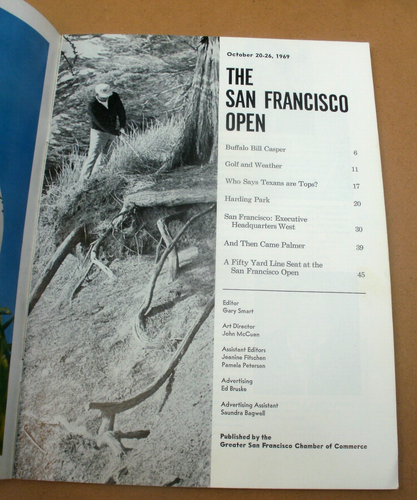 October 20-26, 1969
THE
SAN FRANCISCO
OPEN
Buffalo Bill Casper 6
Golf and Weather 11
Who Says Texans are Tops? 17
Harding Park 20
San Francisco: Executive
Headquarters West 30
And Then Came Palmer 39
A Fifty Yard Line Seat at the
San Francisco Open 45
Editor
Gary Smart
Art Director
John McCuen
Assistant Editors
Jeanine Fitschen
Pamela Peterson
Advertising
Ed Bruske
Advertising Assistant
Saundra Bagwell
Published by the
Greater San Francisco Chamber of Commerce